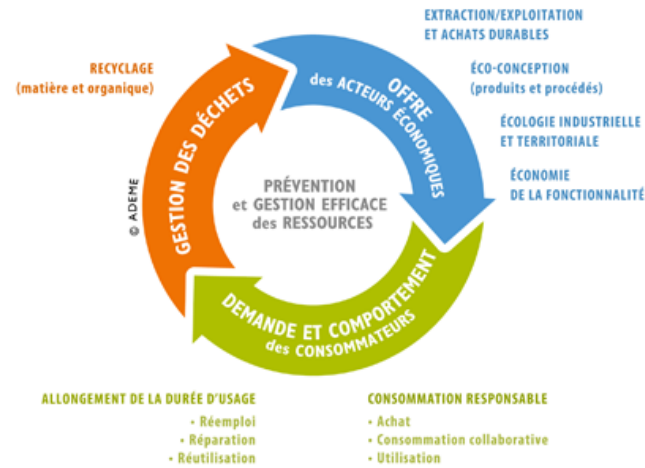 EXTRACTION/EXPLOITATION
ET ACHATS DURABLES
RECYCLAGE
(matière et organique)
ÉCO-CONCEPTION
(produits et procédés)
ÉCOLOGIE INDUSTRIELLE
ET TERRITORIALE
ÉCONOMIE
DE LA FONCTIONNALITÉ
OFFRE
des ACTEURS ÉCONOMIQUES
GESTION DES DÉCHETS
© ADEME
PRÉVENTION
et GESTION EFFICACE
des RESSOURCES
DEMANDE ET COMPORTEMENT
des CONSOMMATEURS
ALLONGEMENT DE LA DURÉE D'USAGE
• Réemploi
• Réparation
• Réutilisation
CONSOMMATION RESPONSABLE
• Achat
• Consommation collaborative
• Utilisation